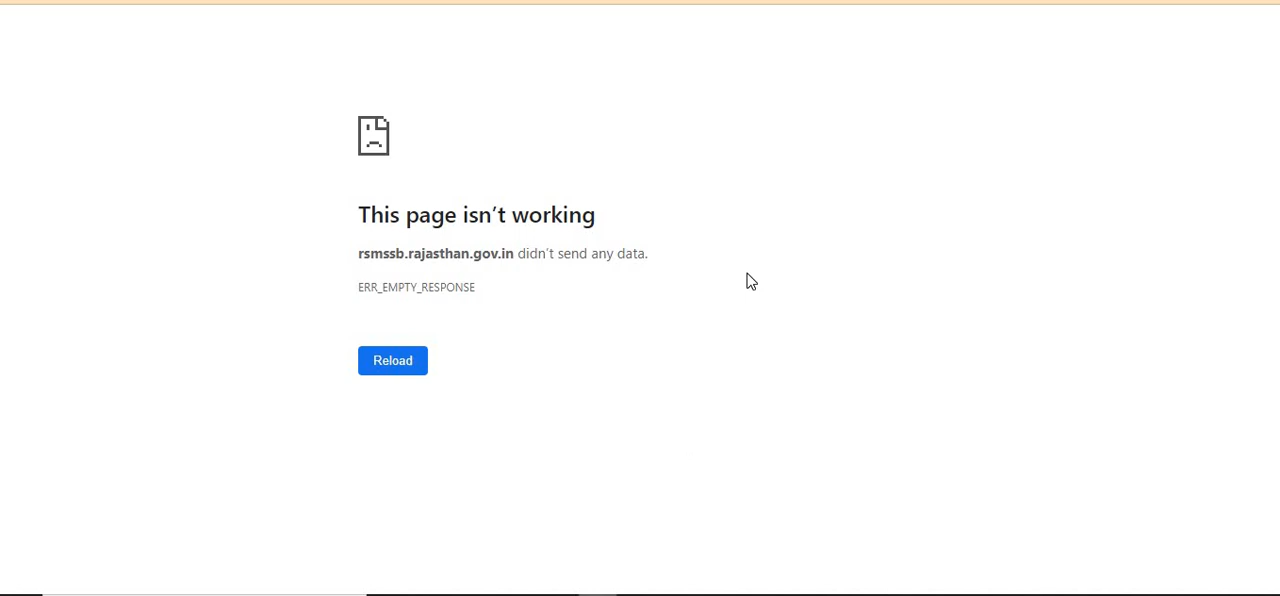 This page isn’t working
rsmssb.rajasthan.gov.in didn’t send any data.
ERR_EMPTY_RESPONSE
Reload